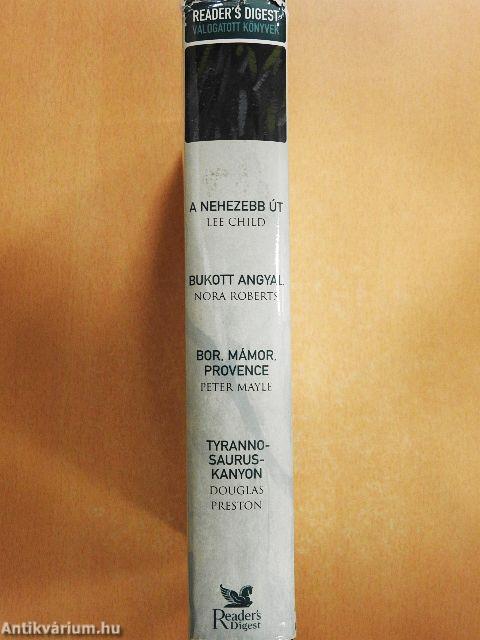 READER'S DIGEST
VÁLOGATOTT KÖNYVEK
A NEHEZEBB ÚT
LEE CHILD
BUKOTT ANGYAL
NORA ROBERTS
BOR, MÁMOR,
PROVENCE
PETER MAYLE
TYRANNO-
SAURUS-
KANYON
DOUGLAS
PRESTON
Reader's
Digest
Antikvárium.hu